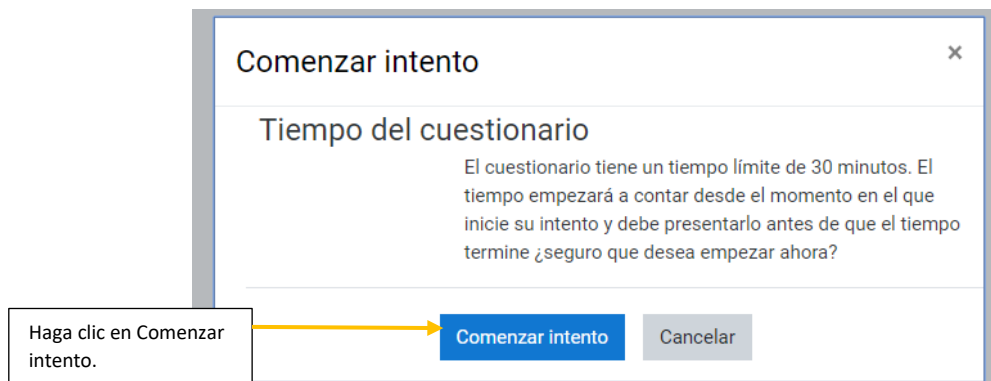 Comenzar intento ×
Tiempo del cuestionario
El cuestionario tiene un tiempo límite de 30 minutos. El
tiempo empezará a contar desde el momento en el que
inicie su intento y debe presentarlo antes de que el tiempo
termine ¿seguro que desea empezar ahora?
Haga clic en Comenzar
intento.
Comenzar intento Cancelar